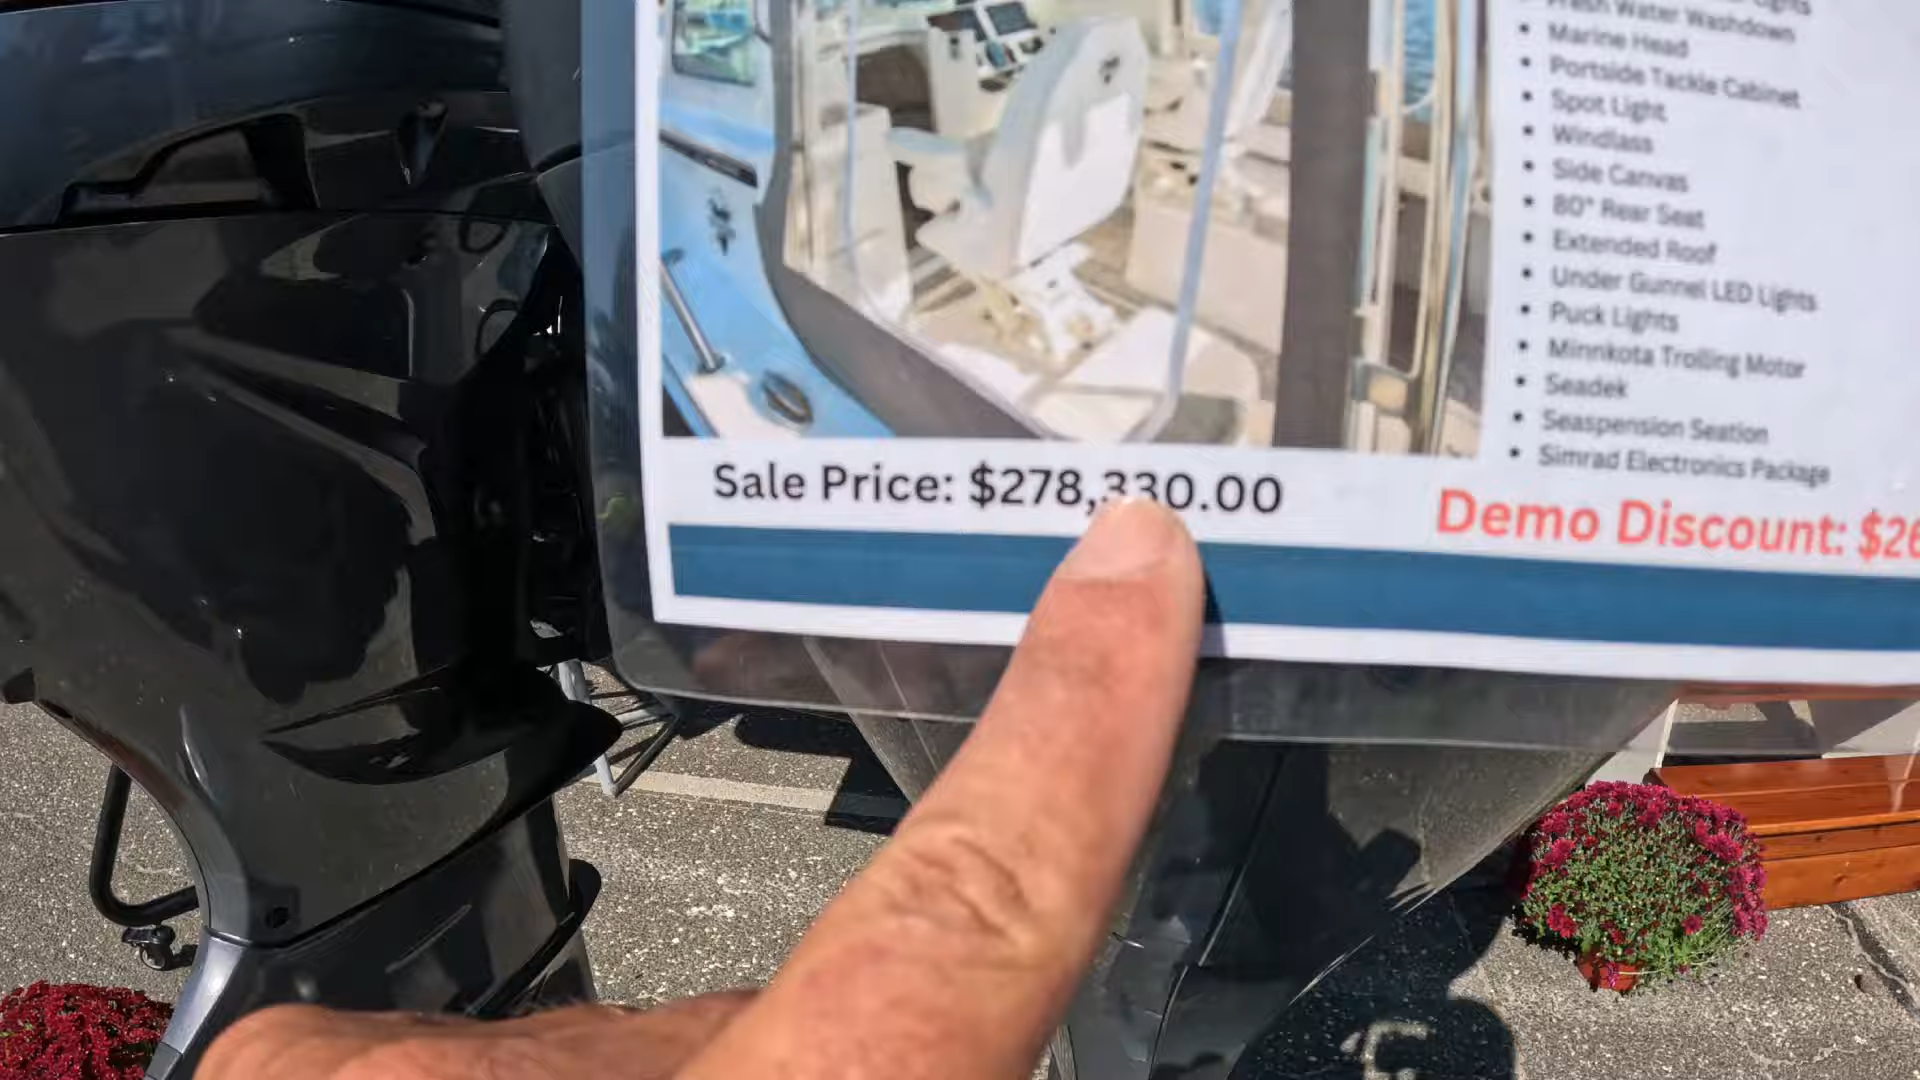 Fresh Water Washdown
Marine Head
Portside Tackle Cabinet
Spot Light
Windlass
Side Canvas
80" Rear Seat
Extended Roof
Under Gunnel LED Lights
Puck Lights
Minnkota Trolling Motor
Seadek
Seaspension Seation
Simrad Electronics Package
Sale Price: $278,330.00
Demo Discount: $26